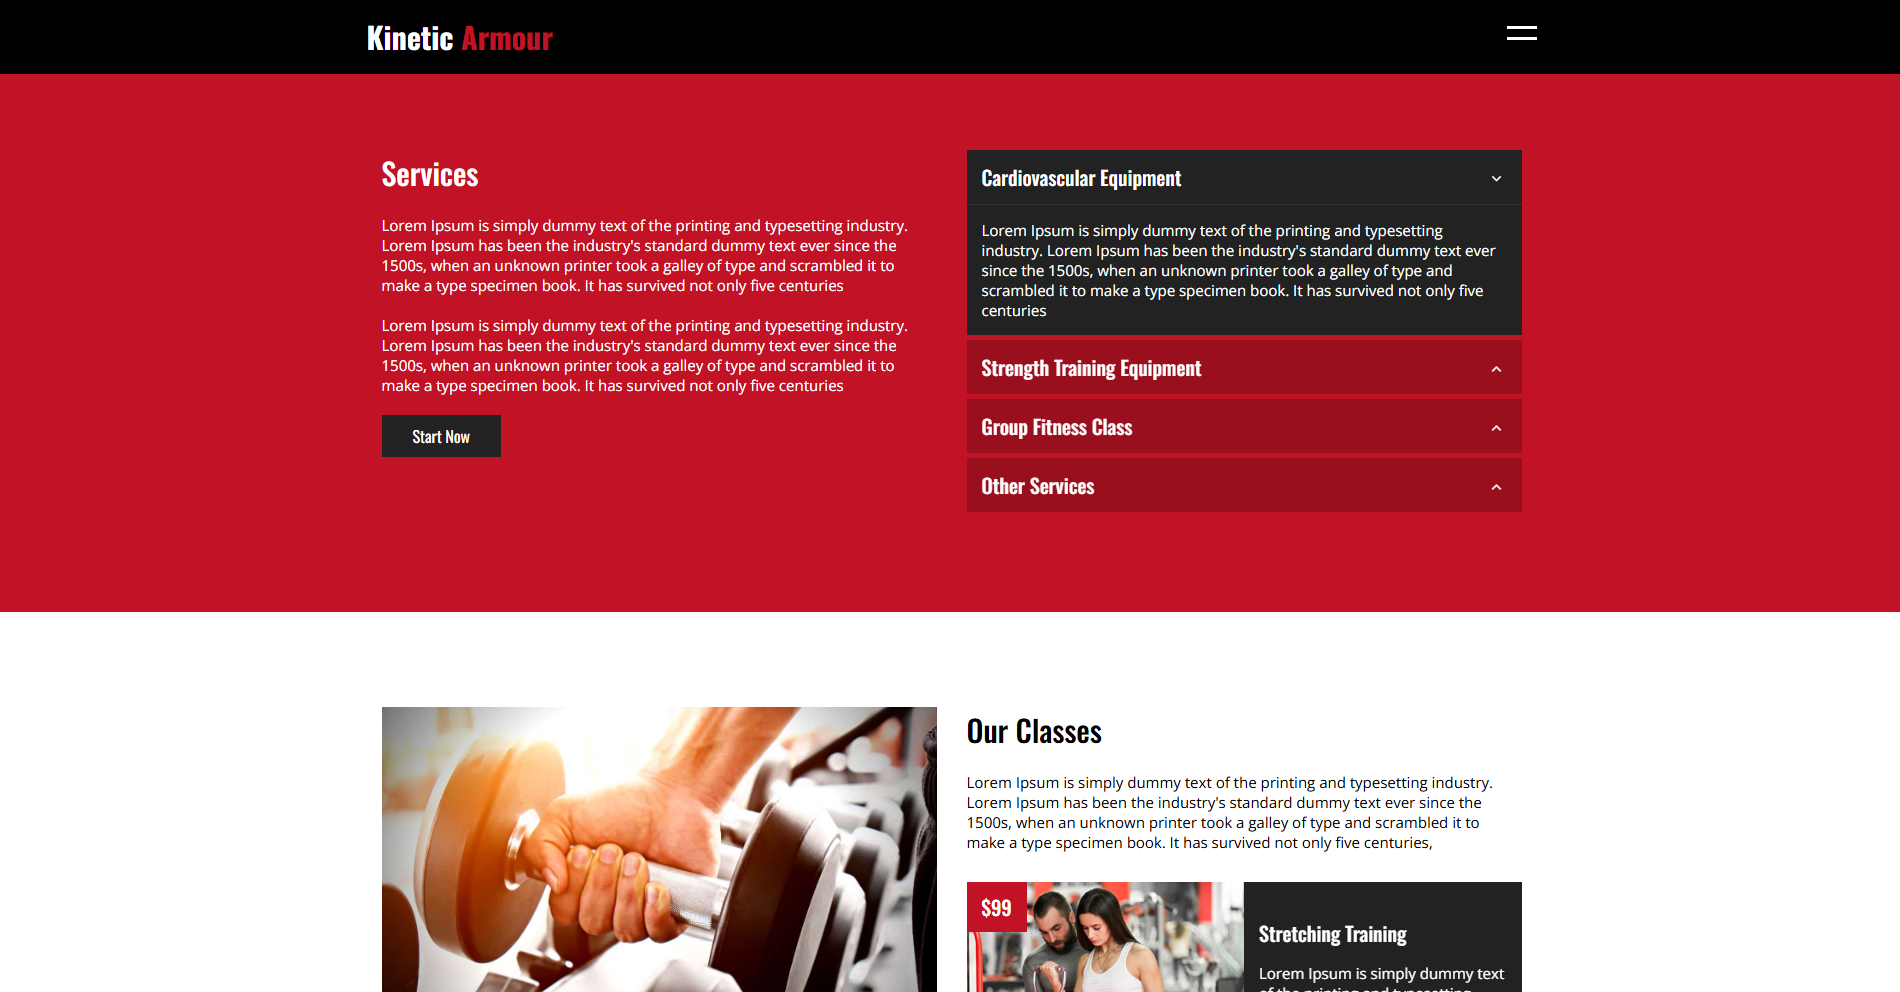 Kinetic Armour
Services
Lorem Ipsum is simply dummy text of the printing and typesetting industry.
Lorem Ipsum has been the industry's standard dummy text ever since the
1500s, when an unknown printer took a galley of type and scrambled it to
make a type specimen book. It has survived not only five centuries
Lorem Ipsum is simply dummy text of the printing and typesetting industry.
Lorem Ipsum has been the industry's standard dummy text ever since the
1500s, when an unknown printer took a galley of type and scrambled it to
make a type specimen book. It has survived not only five centuries
Start Now
Cardiovascular Equipment
Lorem Ipsum is simply dummy text of the printing and typesetting
industry. Lorem Ipsum has been the industry's standard dummy text ever
since the 1500s, when an unknown printer took a galley of type and
scrambled it to make a type specimen book. It has survived not only five
centuries
Strength Training Equipment
Group Fitness Class
Other Services
Our Classes
Lorem Ipsum is simply dummy text of the printing and typesetting industry.
Lorem Ipsum has been the industry's standard dummy text ever since the
1500s, when an unknown printer took a galley of type and scrambled it to
make a type specimen book. It has survived not only five centuries,
$99
Stretching Training
Lorem Ipsum is simply dummy text
of the printing and typesetting